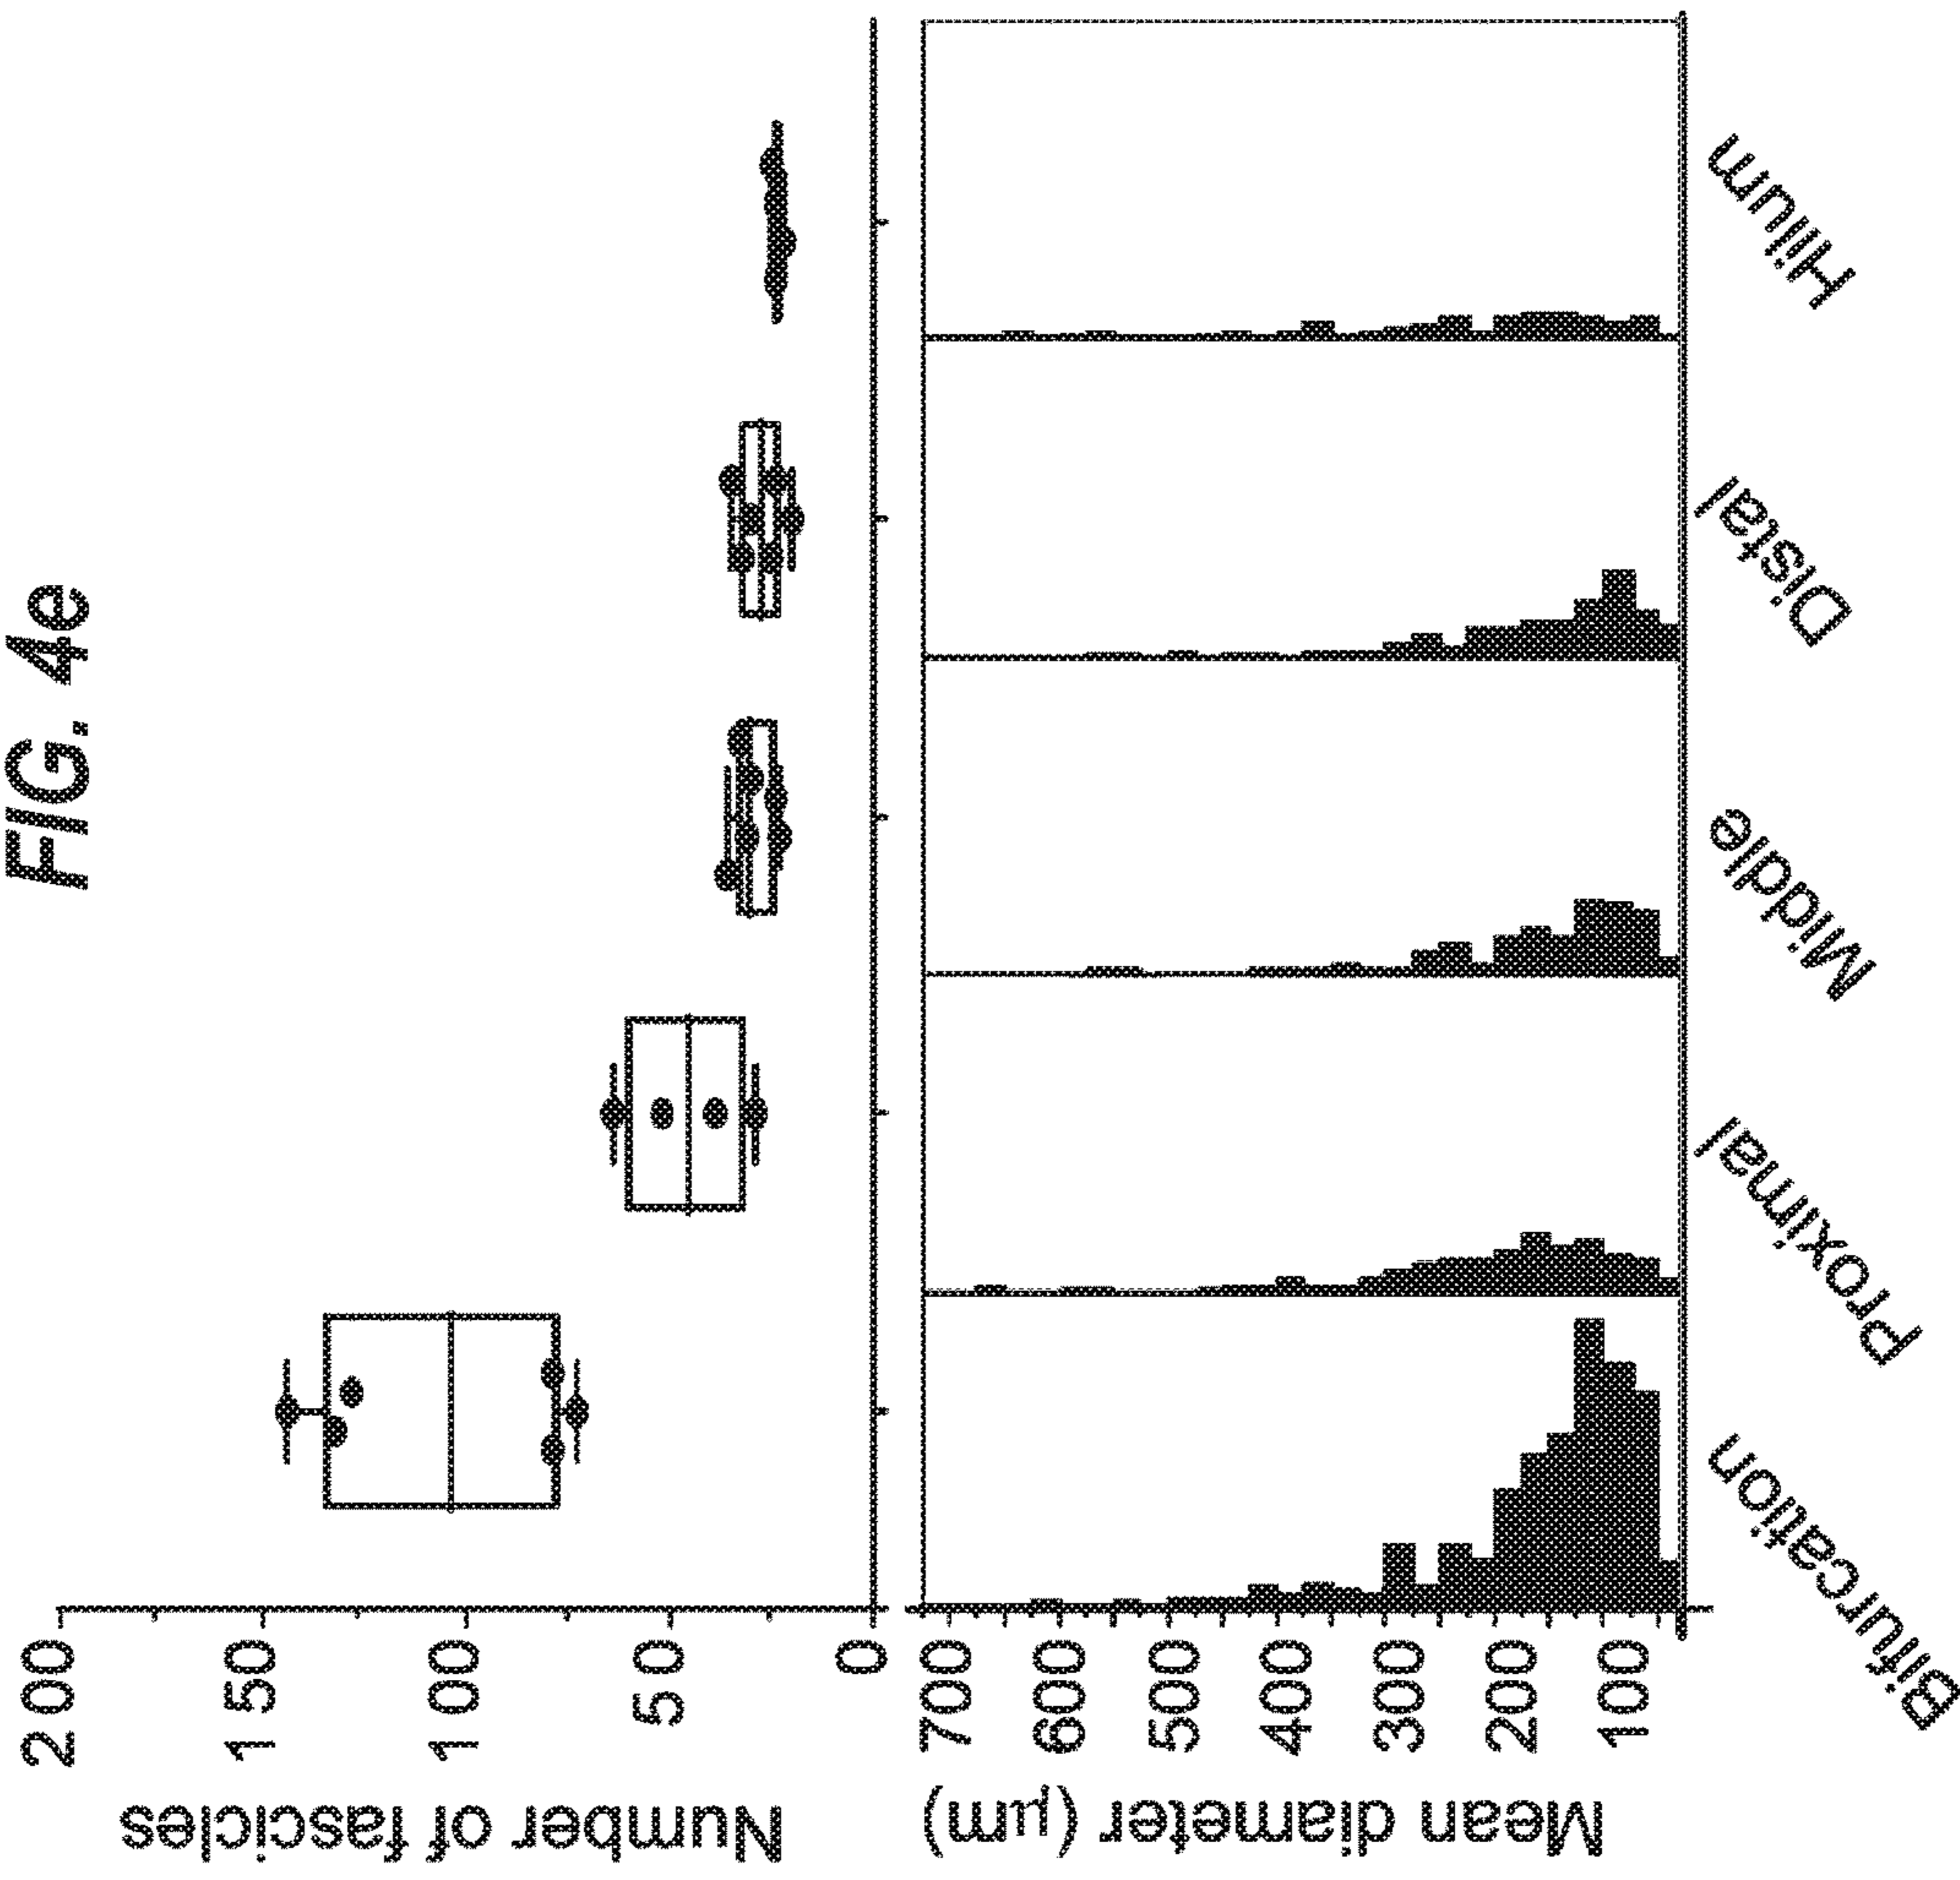 FIG. 4e
Number of fascicles
200
150
100
50
0
Mean diameter (µm)
700
600
500
400
300
200
100
Bifurcation
Proximal
Middle
Distal
Hilum